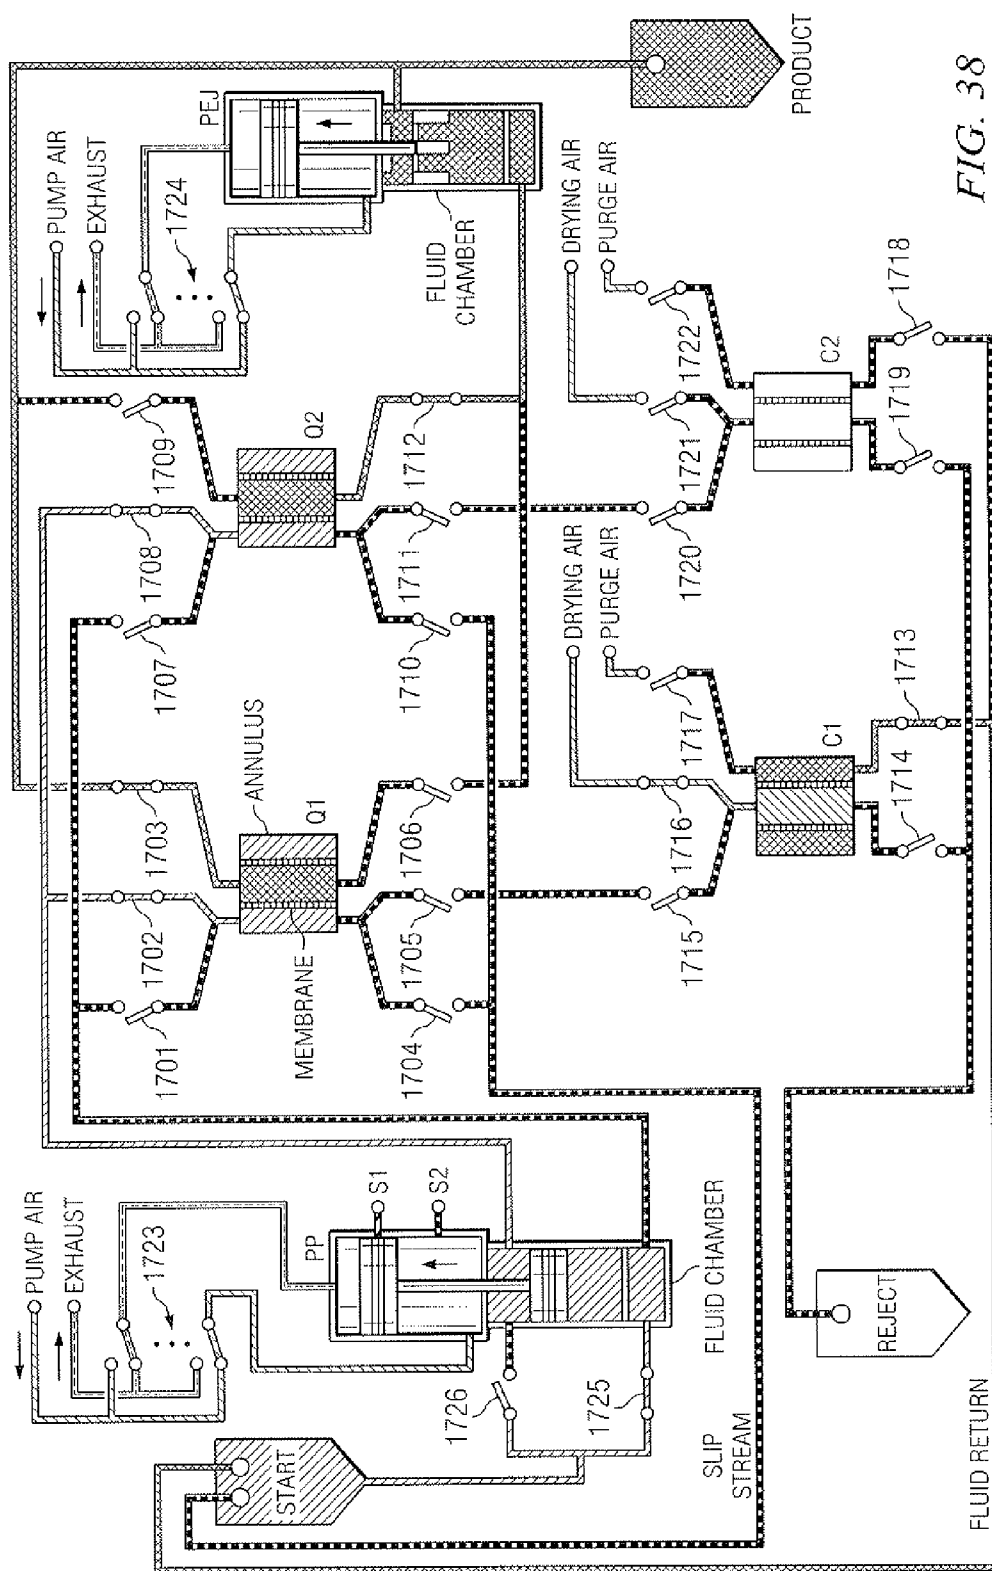 PUMP AIR
EXHAUST
1723
START
SLIP
STREAM
1726
1725
PP
S1
S2
FLUID CHAMBER
REJECT
FLUID RETURN
1701
1702
1703
MEMBRANE
ANNULUS
Q1
1704
1705
1706
1707
1708
1709
Q2
1710
1711
1712
PUMP AIR
EXHAUST
1724
PEJ
FLUID
CHAMBER
PRODUCT
DRYING AIR
PURGE AIR
1715
1716
1717
C1
1714
1713
DRYING AIR
PURGE AIR
1720
1721
1722
C2
1719
1718
FIG. 38